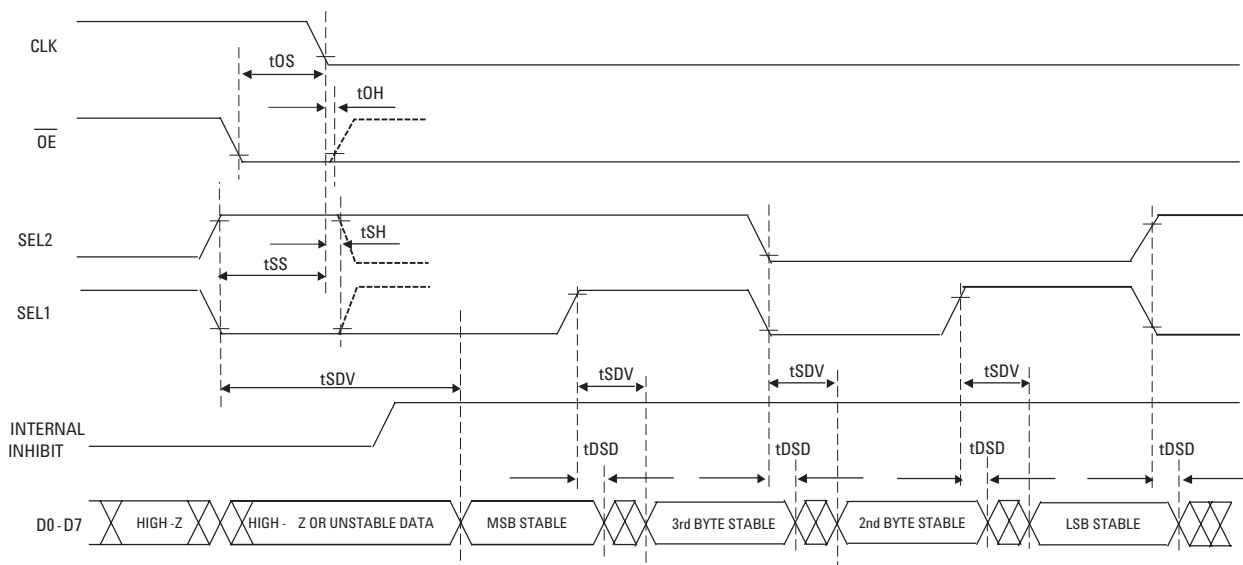 CLK
tOS
tOH
OE
SEL2
tSH
tSS
SEL1
tSDV
tSDV
tSDV
tSDV
INTERNAL
INHIBIT
tDSD
tDSD
tDSD
tDSD
D0 - D7
HIGH -Z
HIGH - Z OR UNSTABLE DATA
MSB STABLE
3rd BYTE STABLE
2nd BYTE STABLE
LSB STABLE